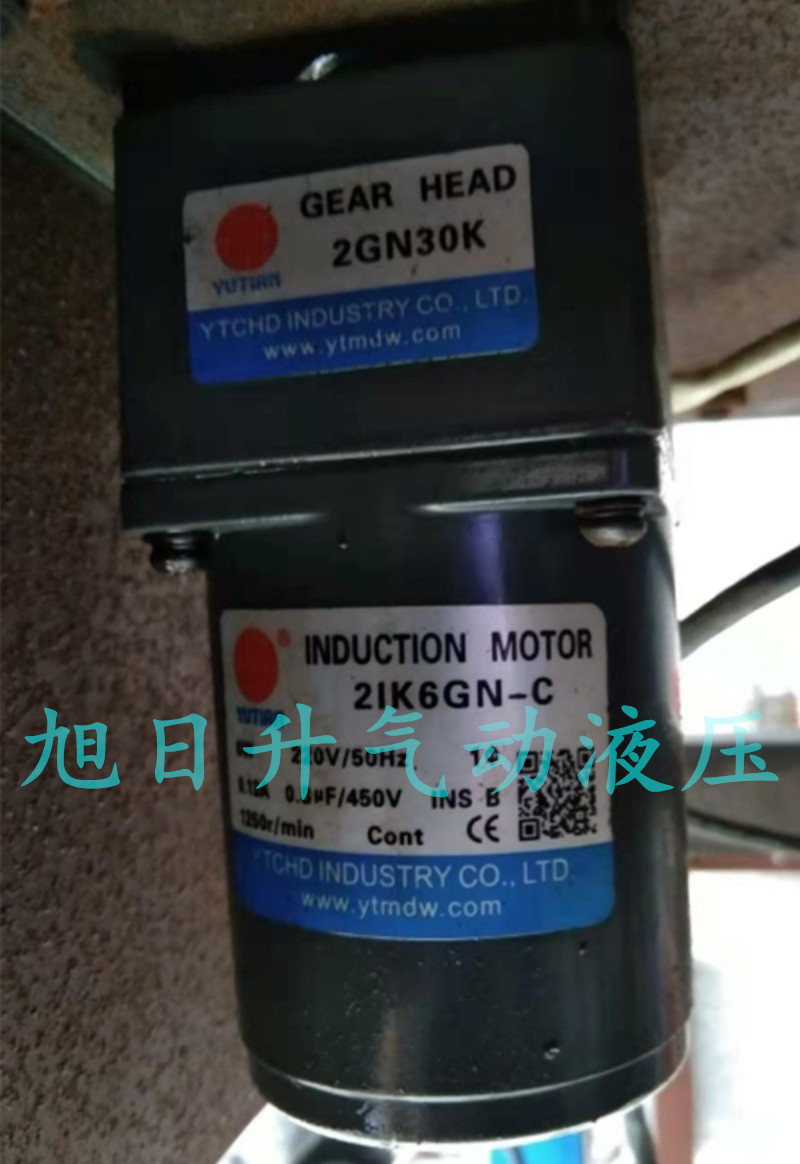 GEAR HEAD
2GN30K
YUTIAN
YTCHD INDUSTRY CO., LTD.
www.ytmdw.com
INDUCTION MOTOR
2IK6GN-C
YUTIAN
旭日升气动液压
220V/50Hz
450V INS B
1250r/min Cont CE
YTCHD INDUSTRY CO., LTD.
www.ytmdw.com